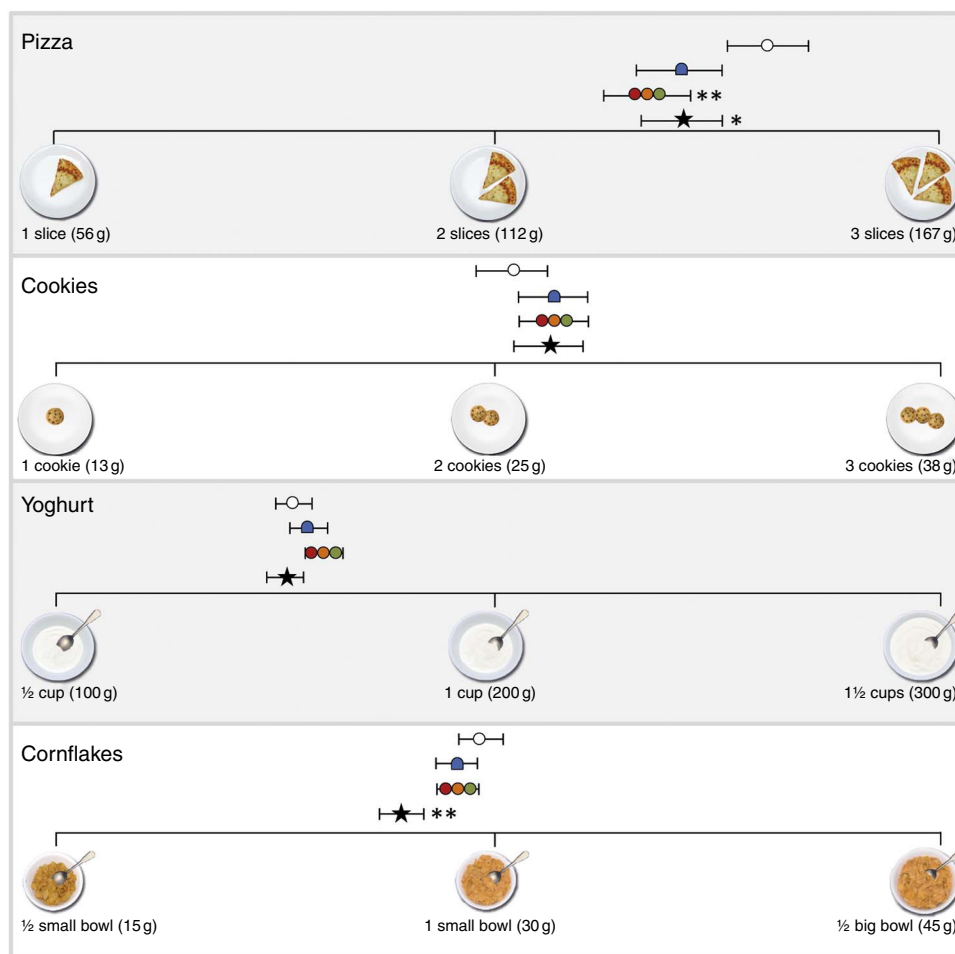 Pizza
**
*
1 slice (56 g) 2 slices (112 g) 3 slices (167 g)
Cookies
1 cookie (13 g) 2 cookies (25 g) 3 cookies (38 g)
Yoghurt
½ cup (100 g) 1 cup (200 g) 1½ cups (300 g)
Cornflakes
**
½ small bowl (15 g) 1 small bowl (30 g) ½ big bowl (45 g)